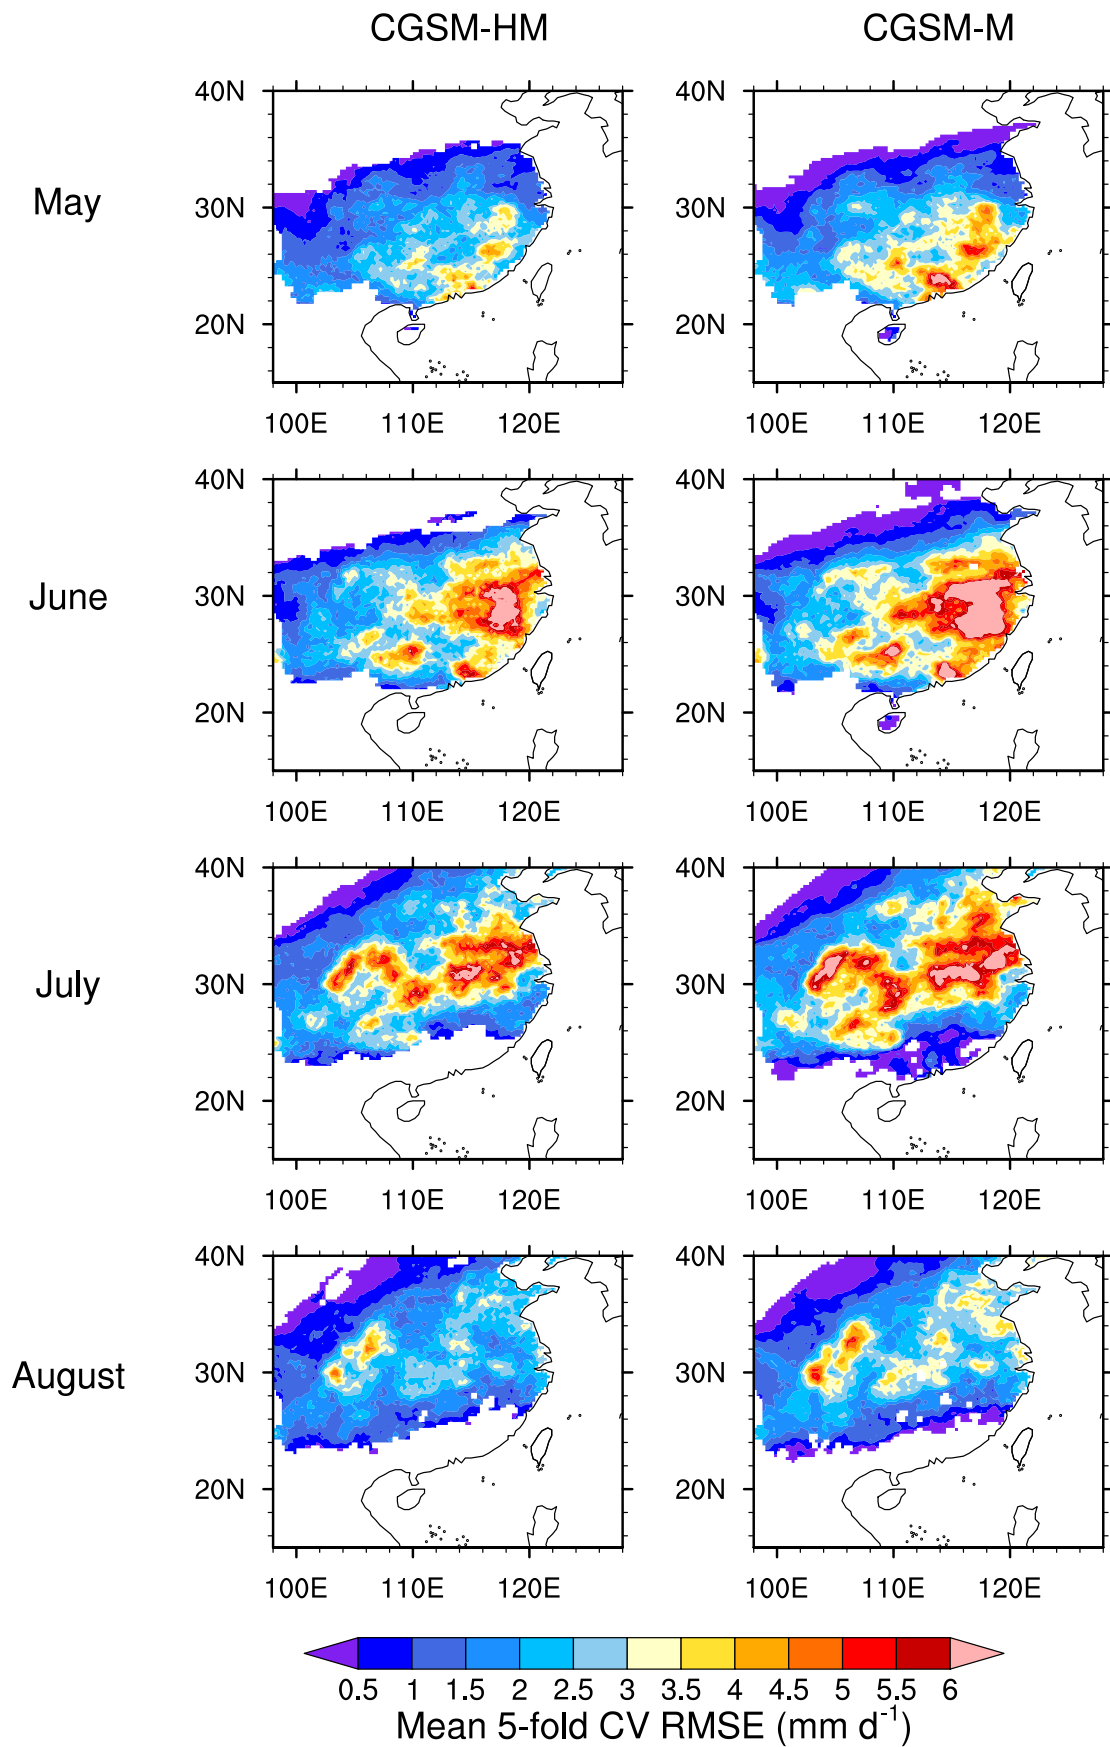 CGSM-HM CGSM-M
40N 40N
May
30N 30N
20N 20N
100E 110E 120E 100E 110E 120E
40N 40N
June
30N 30N
20N 20N
100E 110E 120E 100E 110E 120E
40N 40N
July
30N 30N
20N 20N
100E 110E 120E 100E 110E 120E
40N 40N
August
30N 30N
20N 20N
100E 110E 120E 100E 110E 120E
0.5 1 1.5 2 2.5 3 3.5 4 4.5 5 5.5 6
Mean 5-fold CV RMSE (mm d⁻¹)